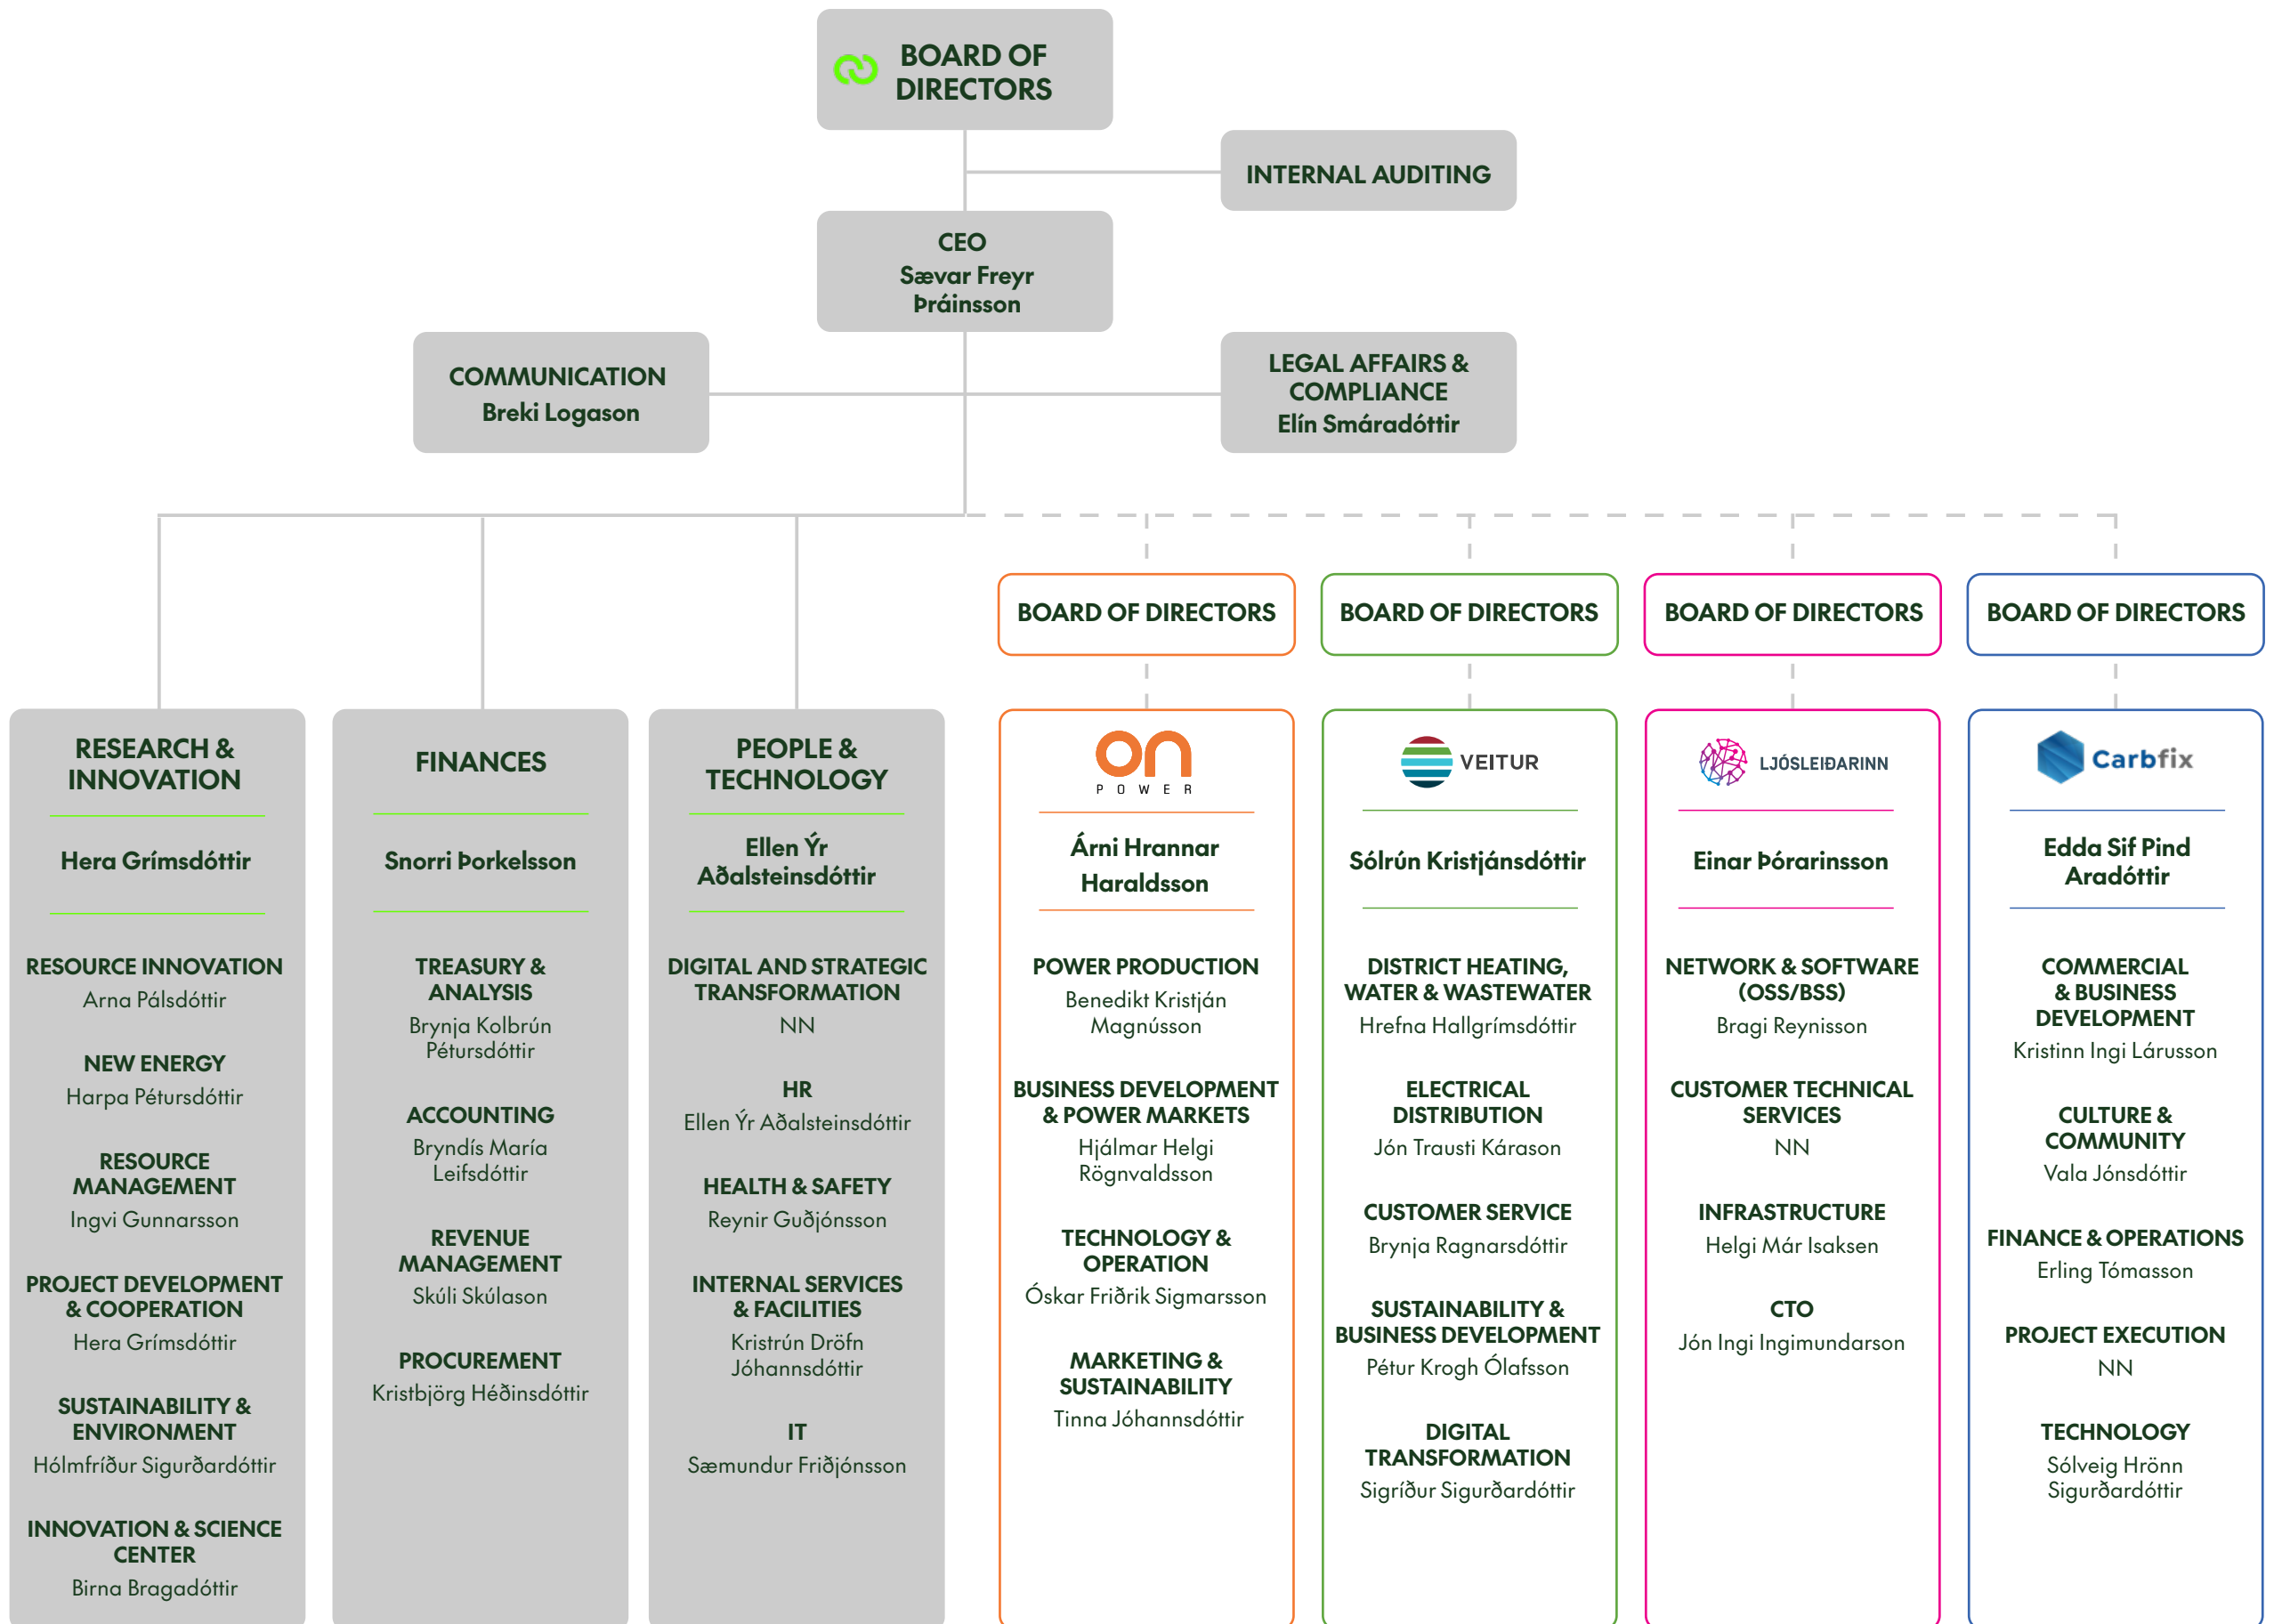 BOARD OF
DIRECTORS
INTERNAL AUDITING
CEO
Sævar Freyr
Þráinsson
COMMUNICATION
Breki Logason
LEGAL AFFAIRS &
COMPLIANCE
Elín Smáradóttir
BOARD OF DIRECTORS
BOARD OF DIRECTORS
BOARD OF DIRECTORS
BOARD OF DIRECTORS
RESEARCH &
INNOVATION
Hera Grímsdóttir
RESOURCE INNOVATION
Arna Pálsdóttir
NEW ENERGY
Harpa Pétursdóttir
RESOURCE
MANAGEMENT
Ingvi Gunnarsson
PROJECT DEVELOPMENT
& COOPERATION
Hera Grímsdóttir
SUSTAINABILITY &
ENVIRONMENT
Hólmfríður Sigurðardóttir
INNOVATION & SCIENCE
CENTER
Birna Bragadóttir
FINANCES
Snorri Þorkelsson
TREASURY &
ANALYSIS
Brynja Kolbrún
Pétursdóttir
ACCOUNTING
Bryndís María
Leifsdóttir
REVENUE
MANAGEMENT
Skúli Skúlason
PROCUREMENT
Kristbjörg Héðinsdóttir
PEOPLE &
TECHNOLOGY
Ellen Ýr
Aðalsteinsdóttir
DIGITAL AND STRATEGIC
TRANSFORMATION
NN
HR
Ellen Ýr Aðalsteinsdóttir
HEALTH & SAFETY
Reynir Guðjónsson
INTERNAL SERVICES
& FACILITIES
Kristrún Dröfn
Jóhannsdóttir
IT
Sæmundur Friðjónsson
on
POWER
Árni Hrannar
Haraldsson
POWER PRODUCTION
Benedikt Kristján
Magnússon
BUSINESS DEVELOPMENT
& POWER MARKETS
Hjálmar Helgi
Rögnvaldsson
TECHNOLOGY &
OPERATION
Óskar Friðrik Sigmarsson
MARKETING &
SUSTAINABILITY
Tinna Jóhannsdóttir
VEITUR
Sólrún Kristjánsdóttir
DISTRICT HEATING,
WATER & WASTEWATER
Hrefna Hallgrímsdóttir
ELECTRICAL
DISTRIBUTION
Jón Trausti Kárason
CUSTOMER SERVICE
Brynja Ragnarsdóttir
SUSTAINABILITY &
BUSINESS DEVELOPMENT
Pétur Krogh Ólafsson
DIGITAL
TRANSFORMATION
Sigríður Sigurðardóttir
LJÓSLEIÐARINN
Einar Þórarinsson
NETWORK & SOFTWARE
(OSS/BSS)
Bragi Reynisson
CUSTOMER TECHNICAL
SERVICES
NN
INFRASTRUCTURE
Helgi Már Isaksen
CTO
Jón Ingi Ingimundarson
Carbfix
Edda Sif Pind
Aradóttir
COMMERCIAL
& BUSINESS
DEVELOPMENT
Kristinn Ingi Lárusson
CULTURE &
COMMUNITY
Vala Jónsdóttir
FINANCE & OPERATIONS
Erling Tómasson
PROJECT EXECUTION
NN
TECHNOLOGY
Sólveig Hrönn
Sigurðardóttir